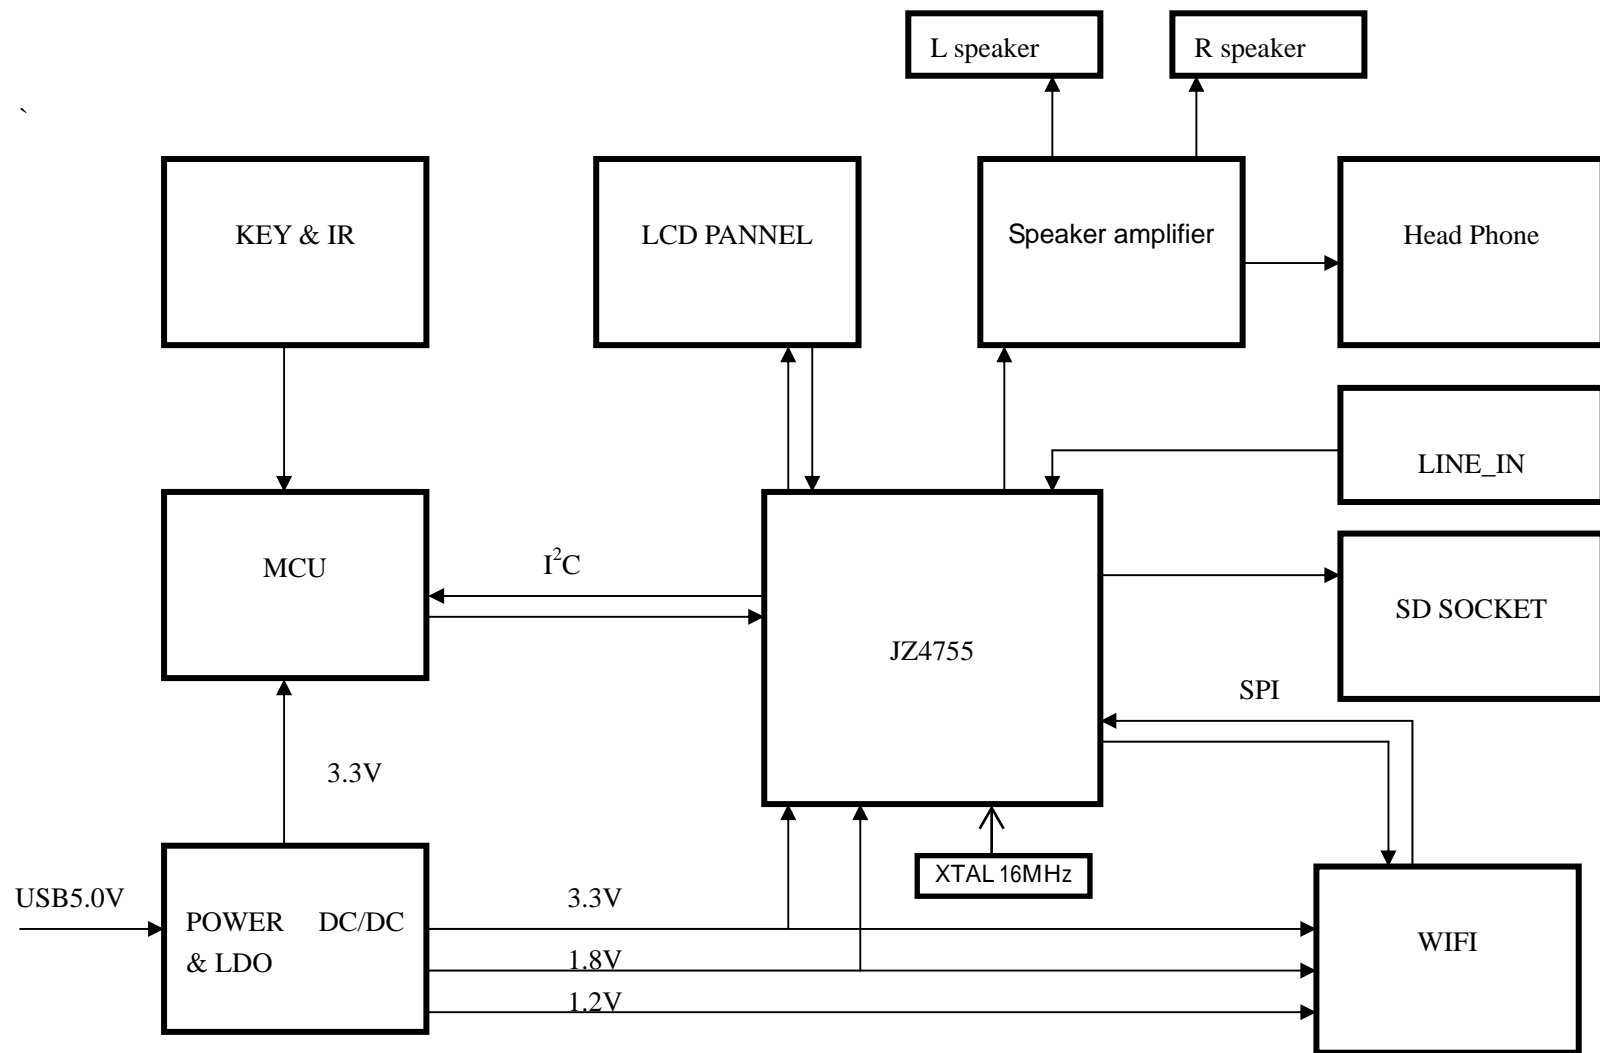 L speaker
R speaker
`
KEY & IR
LCD PANNEL
Speaker amplifier
Head Phone
LINE_IN
MCU
I²C
SD SOCKET
JZ4755
SPI
3.3V
XTAL 16MHz
USB5.0V
POWER DC/DC
& LDO
3.3V
1.8V
1.2V
WIFI